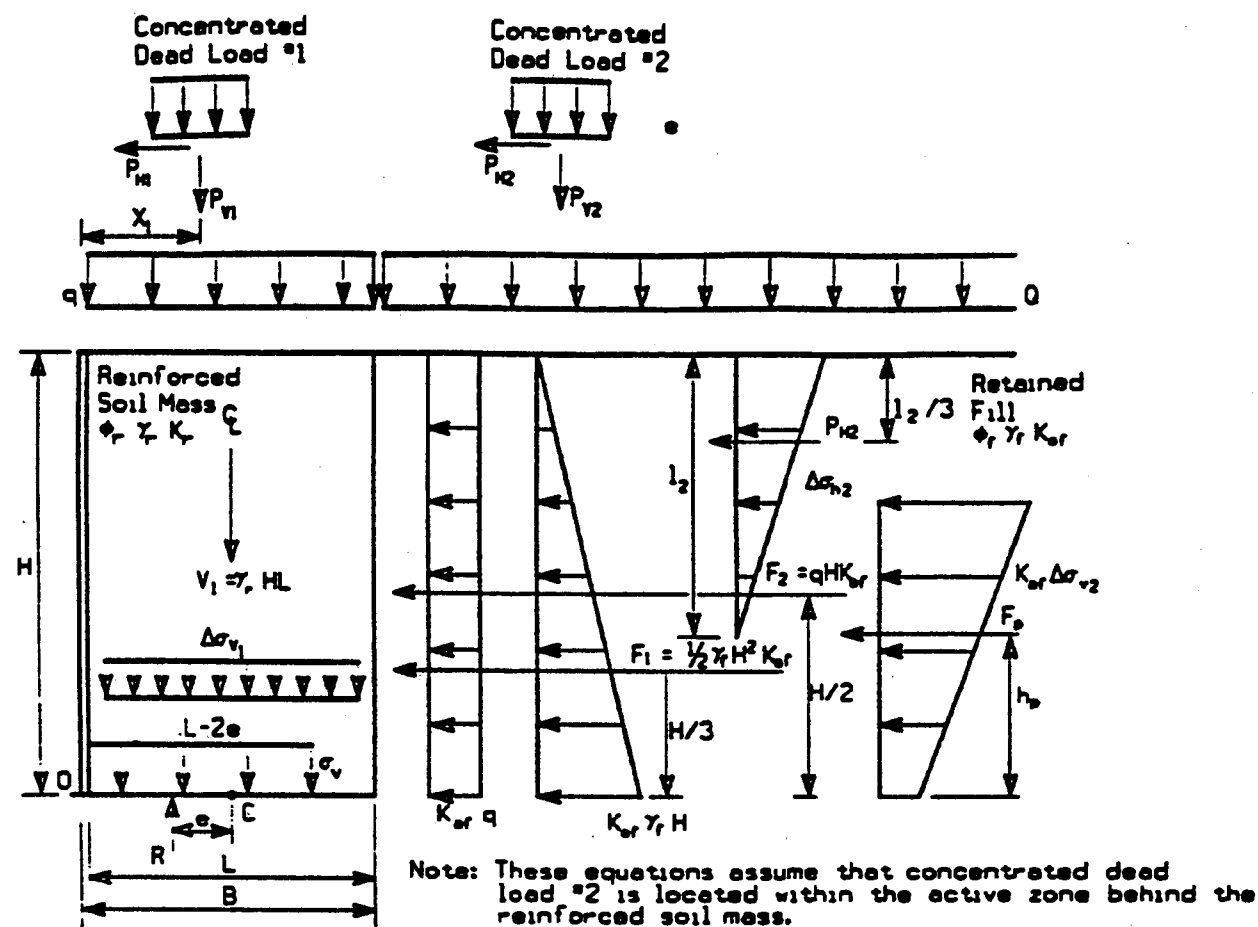 Concentrated
Dead Load #1
Concentrated
Dead Load #2
P_H1
P_V1
P_H2
P_V2
X_1
q
Q
Reinforced
Soil Mass ℄
φ_r γ_r K_r
Retained
Fill
φ_f γ_f K_af
l_2/3
P_H2
l_2
Δσ_h2
H
V_1 = γ_r HL
F_2 = qHK_af
K_af Δσ_v2
F_p
Δσ_v1
F_1 = 1/2 γ_f H² K_af
H/2
h_p
H/3
L-2e
σ_v
O
C
e
R
K_af q
K_af γ_f H
L
B
Note: These equations assume that concentrated dead
load #2 is located within the active zone behind the
reinforced soil mass.